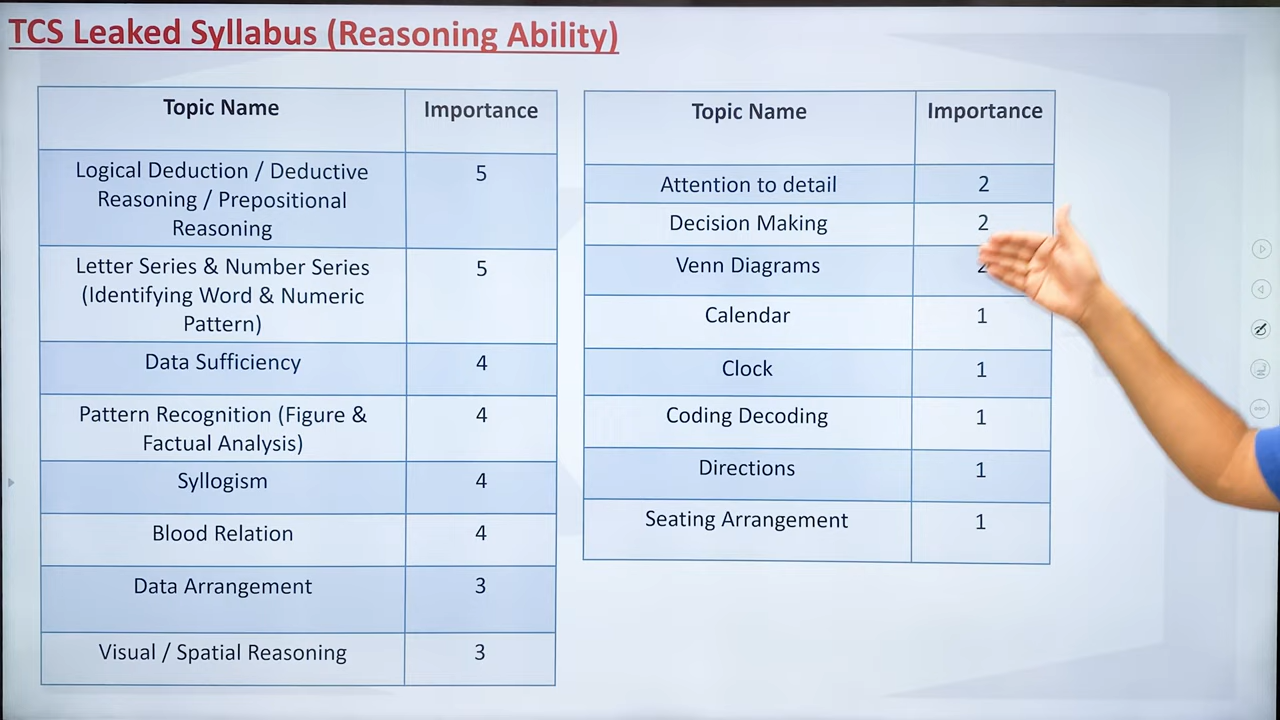 TCS Leaked Syllabus (Reasoning Ability)
Topic Name
Importance
Logical Deduction / Deductive
Reasoning / Prepositional
Reasoning
5
Letter Series & Number Series
(Identifying Word & Numeric
Pattern)
5
Data Sufficiency
4
Pattern Recognition (Figure &
Factual Analysis)
4
Syllogism
4
Blood Relation
4
Data Arrangement
3
Visual / Spatial Reasoning
3
Topic Name
Importance
Attention to detail
2
Decision Making
2
Venn Diagrams
Calendar
1
Clock
1
Coding Decoding
1
Directions
1
Seating Arrangement
1